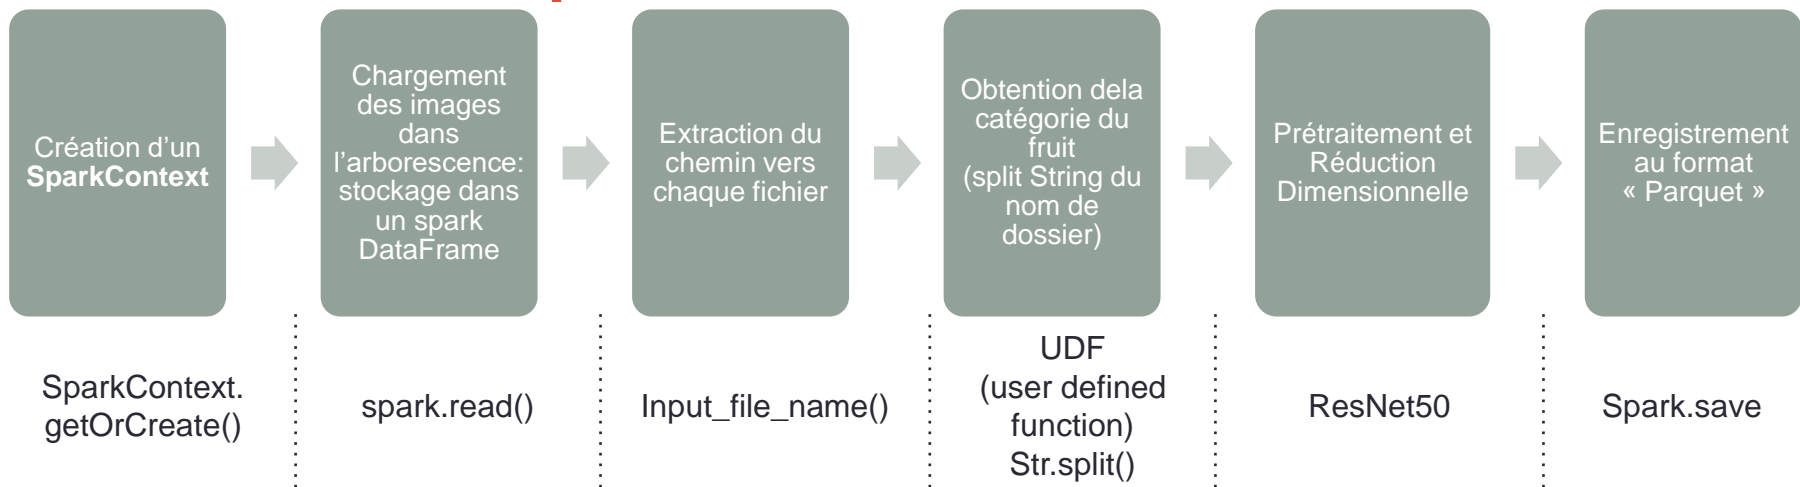 Création d’un
SparkContext
Chargement
des images
dans
l’arborescence:
stockage dans
un spark
DataFrame
Extraction du
chemin vers
chaque fichier
Obtention dela
catégorie du
fruit
(split String du
nom de
dossier)
Prétraitement et
Réduction
Dimensionnelle
Enregistrement
au format
« Parquet »
SparkContext.
getOrCreate()
spark.read()
Input_file_name()
UDF
(user defined
function)
Str.split()
ResNet50
Spark.save